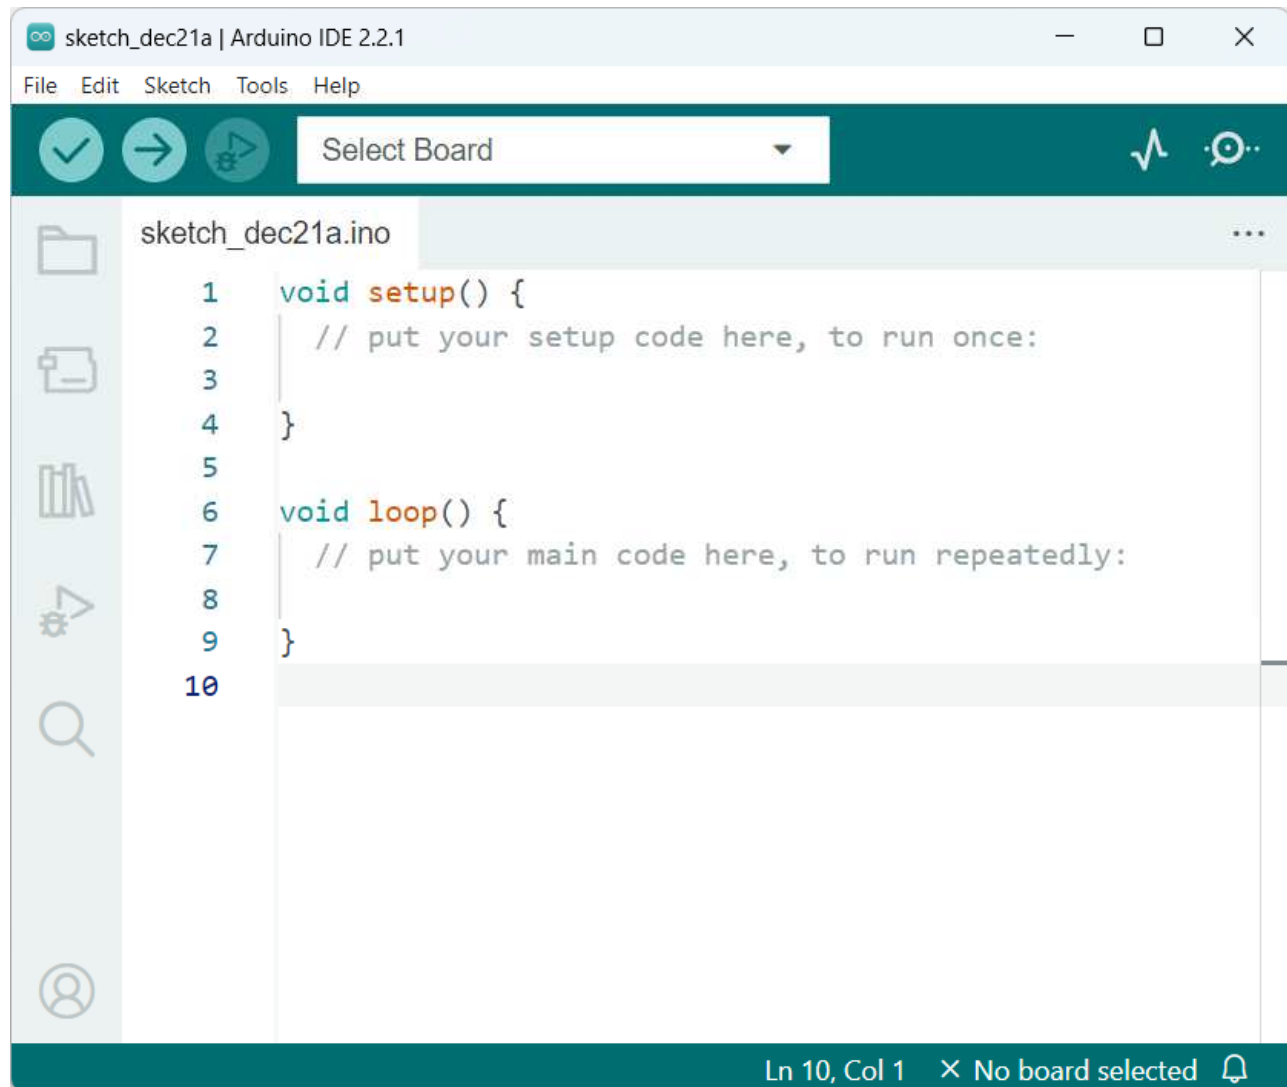 sketch_dec21a | Arduino IDE 2.2.1
File Edit Sketch Tools Help
Select Board
sketch_dec21a.ino
1 void setup() {
2 // put your setup code here, to run once:
3
4 }
5
6 void loop() {
7 // put your main code here, to run repeatedly:
8
9 }
10
Ln 10, Col 1 × No board selected